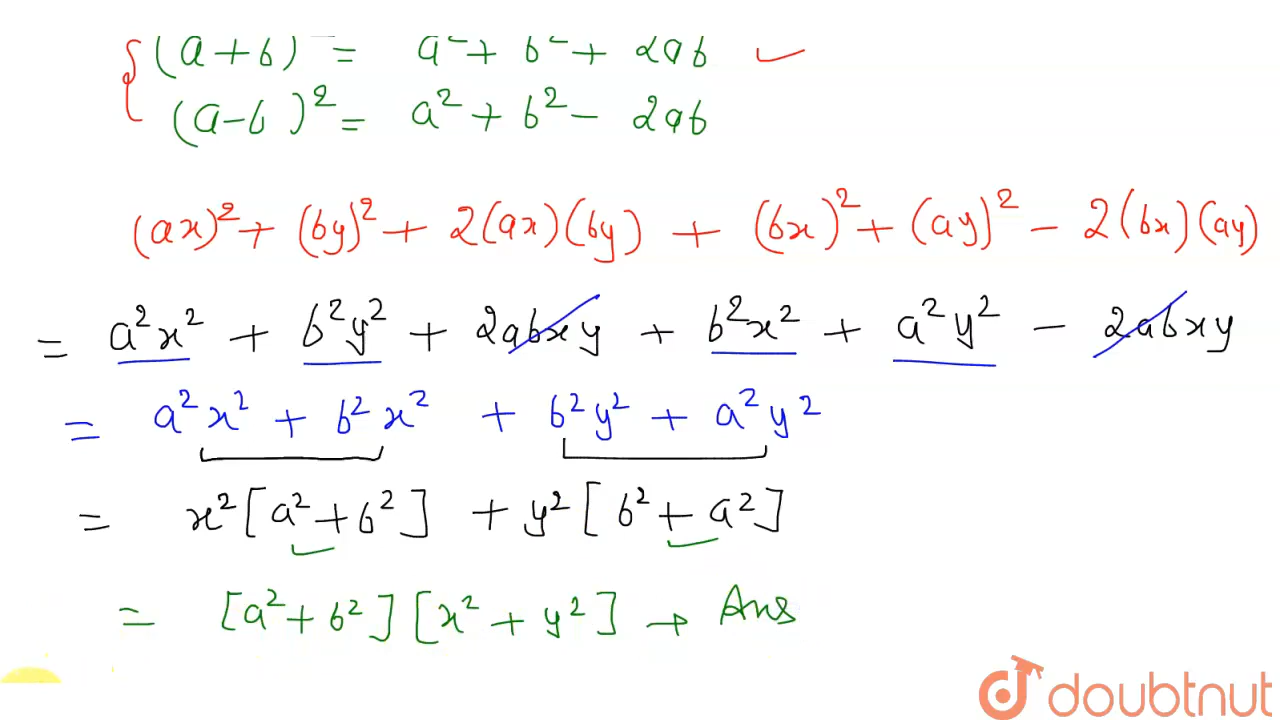 (a+b)² = a²+ b²+ 2ab
(a-b)² = a²+ b²- 2ab
(ax)²+ (by)²+ 2(ax)(by) + (bx)²+ (ay)² - 2(bx)(ay)
= a²x² + b²y² + 2abxy + b²x² + a²y² - 2abxy
= a²x² + b²x² + b²y² + a²y²
= x²[a²+b²] + y²[b²+a²]
= [a²+b²][x²+y²] → Ans
doubtnut